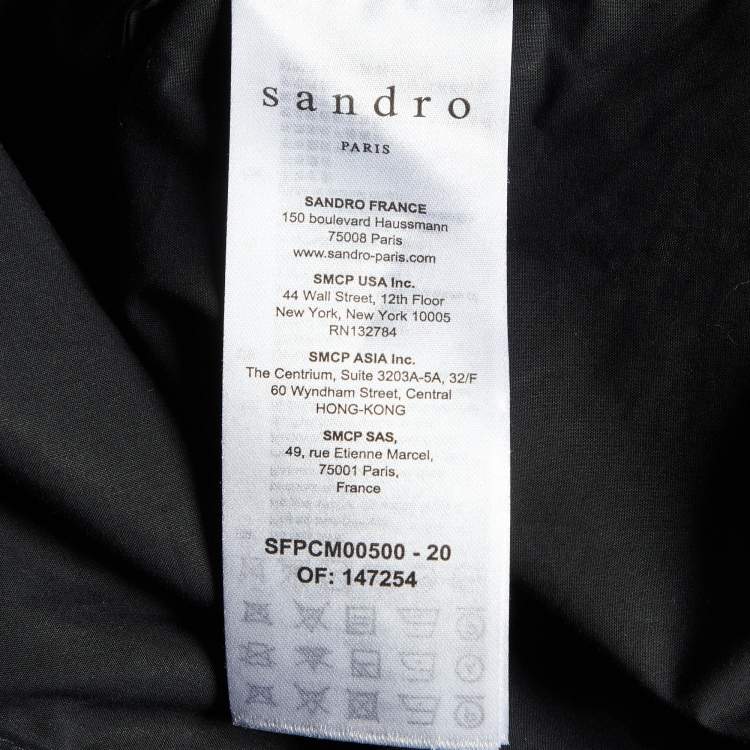 sandro
PARIS
SANDRO FRANCE
150 boulevard Haussmann
75008 Paris
www.sandro-paris.com
SMCP USA Inc.
44 Wall Street, 12th Floor
New York, New York 10005
RN132784
SMCP ASIA Inc.
The Centrium, Suite 3203A-5A, 32/F
60 Wyndham Street, Central
HONG-KONG
SMCP SAS,
49, rue Etienne Marcel,
75001 Paris,
France
SFPCM00500 - 20
OF: 147254